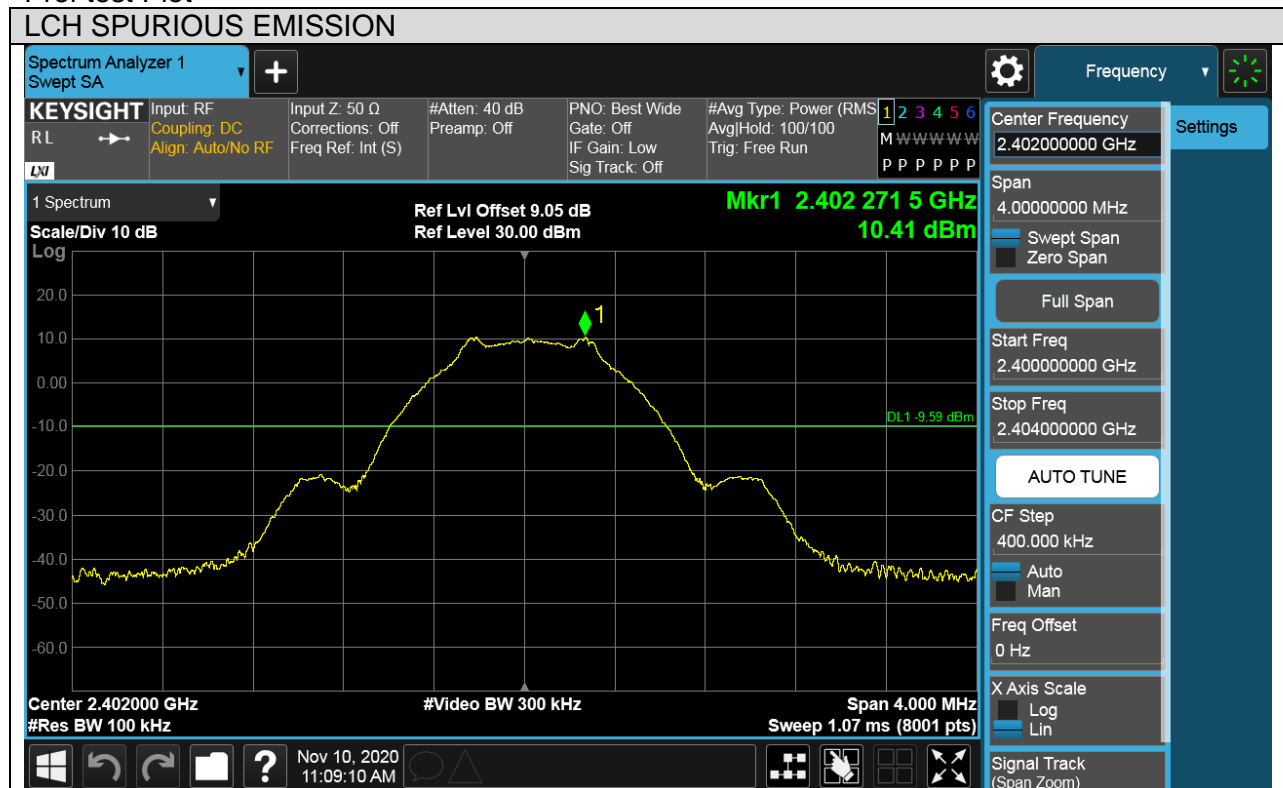 LCH SPURIOUS EMISSION
Spectrum Analyzer 1
Swept SA
+
Frequency
KEYSIGHT
RL
LXI
Input: RF
Coupling: DC
Align: Auto/No RF
Input Z: 50 Ω
Corrections: Off
Freq Ref: Int (S)
#Atten: 40 dB
Preamp: Off
PNO: Best Wide
Gate: Off
IF Gain: Low
Sig Track: Off
#Avg Type: Power (RMS
Avg|Hold: 100/100
Trig: Free Run
1 2 3 4 5 6
M W W W W W
P P P P P P
1 Spectrum
Scale/Div 10 dB
Log
Ref Lvl Offset 9.05 dB
Ref Level 30.00 dBm
Mkr1 2.402 271 5 GHz
10.41 dBm
20.0
10.0
0.00
-10.0
-20.0
-30.0
-40.0
-50.0
-60.0
1
DL1 -9.59 dBm
Center 2.402000 GHz
#Res BW 100 kHz
#Video BW 300 kHz
Span 4.000 MHz
Sweep 1.07 ms (8001 pts)
?
Nov 10, 2020
11:09:10 AM
Center Frequency
2.402000000 GHz
Settings
Span
4.00000000 MHz
Swept Span
Zero Span
Full Span
Start Freq
2.400000000 GHz
Stop Freq
2.404000000 GHz
AUTO TUNE
CF Step
400.000 kHz
Auto
Man
Freq Offset
0 Hz
X Axis Scale
Log
Lin
Signal Track
(Span Zoom)